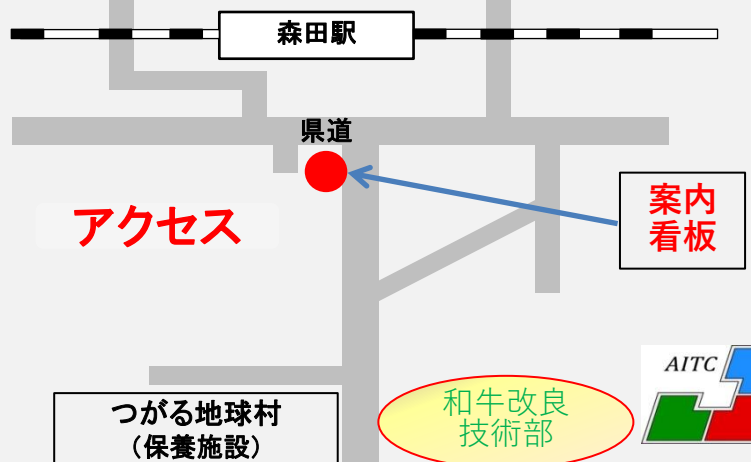 森田駅
県道
アクセス
案内
看板
AITC
和牛改良
技術部
つがる地球村
（保養施設）